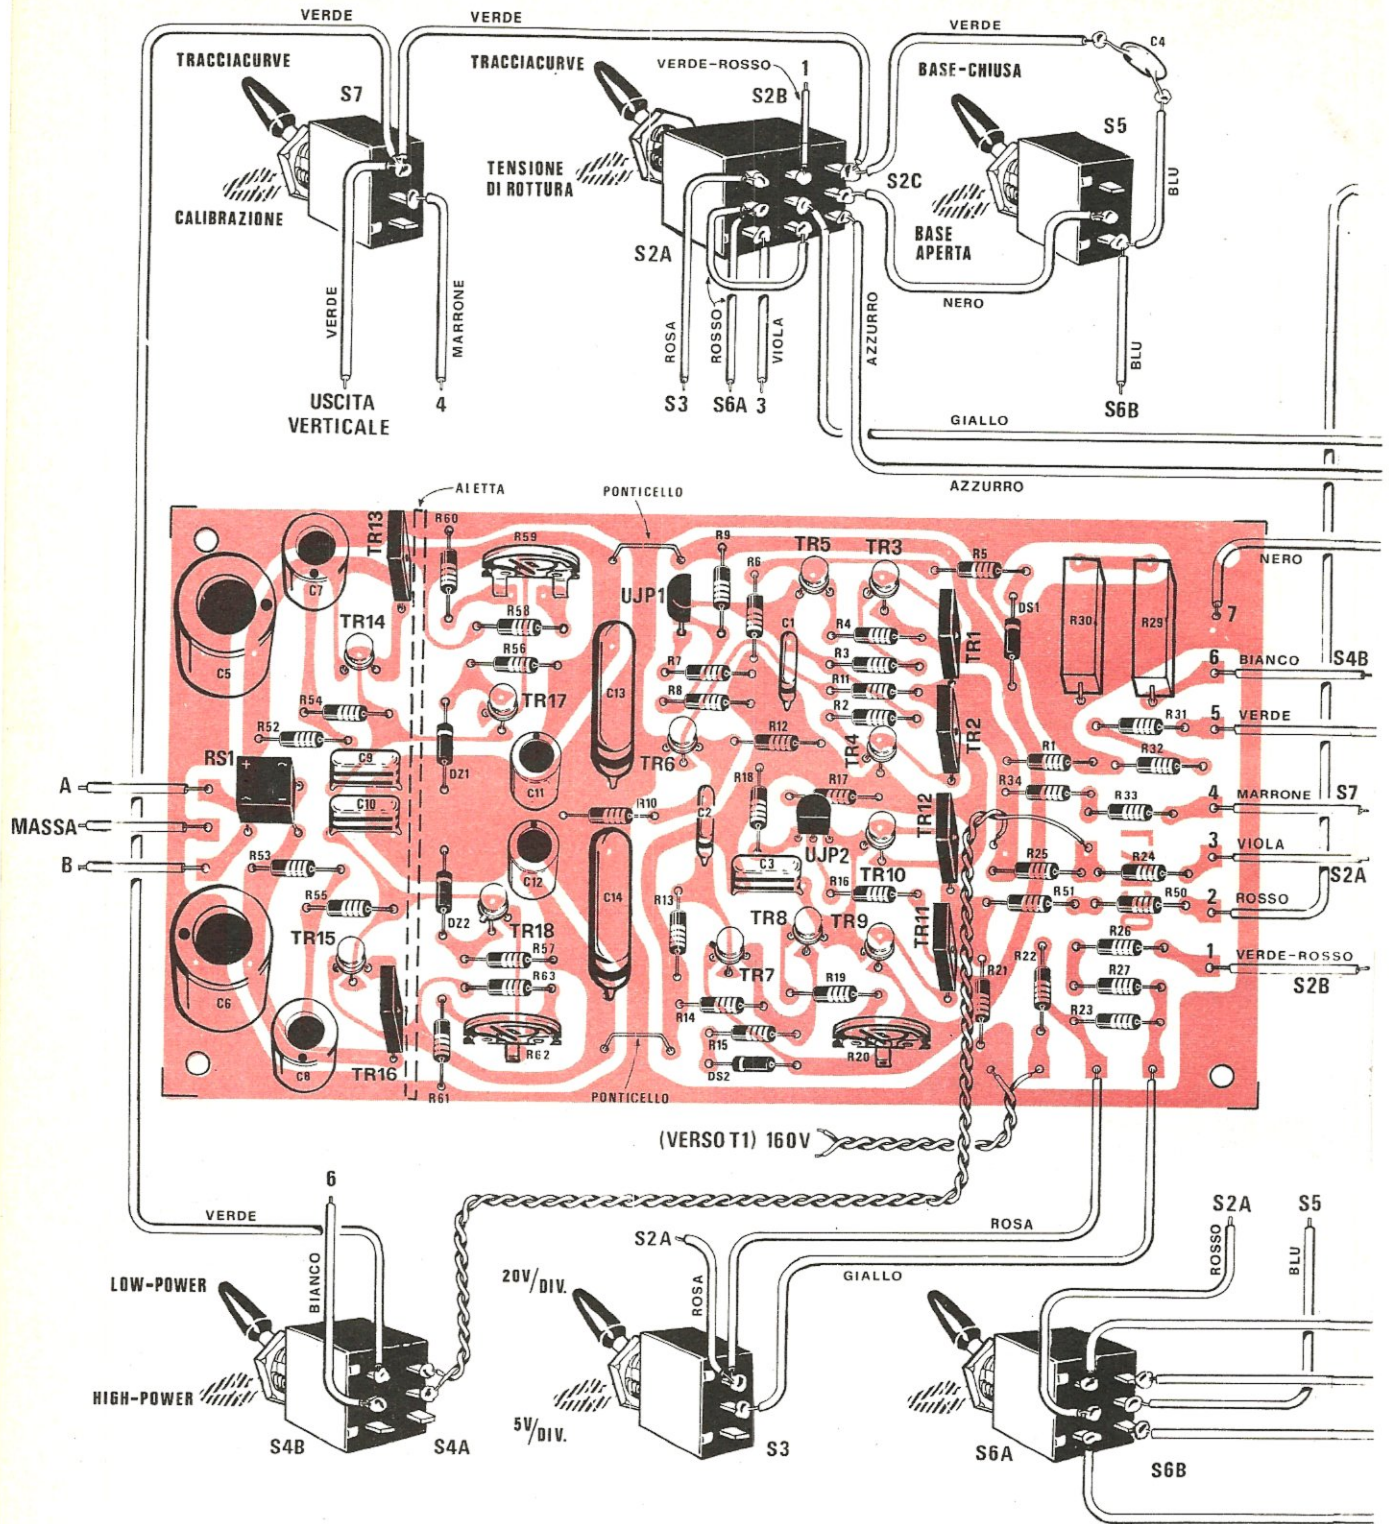 VERDE
VERDE
VERDE
C4
TRACCIACURVE
S7
TRACCIACURVE
VERDE-ROSSO
1
S2B
BASE-CHIUSA
S5
TENSIONE
DI ROTTURA
S2C
BLU
CALIBRAZIONE
S2A
BASE
APERTA
NERO
VERDE
MARRONE
ROSA
ROSSO
VIOLA
AZZURRO
BLU
USCITA
VERTICALE
4
S3
S6A
3
S6B
GIALLO
AZZURRO
ALETTA
PONTICELLO
NERO
7
TR13
R60
R59
C7
UJP1
R9
R6
TR5
TR3
R5
DS1
R30
R29
TR14
R58
C1
R4
TR1
C5
R56
R3
6
BIANCO
S4B
R7
R11
R54
TR17
C13
R8
R2
TR2
R31
5
VERDE
R52
R12
TR4
R1
R32
RS1
C9
DZ1
C11
TR6
R18
R17
R34
A
C10
R10
C2
TR12
R33
4
MARRONE
S7
MASSA
C12
C3
UJP2
3
VIOLA
B
R53
TR10
R25
R24
S2A
R55
C14
R13
R16
R51
R50
2
ROSSO
DZ2
TR18
TR8
TR9
TR11
TR15
R57
R26
1
VERDE-ROSSO
TR7
R21
R22
S2B
C6
R63
R19
R27
R14
R23
C8
TR16
R62
R15
R20
DS2
R61
PONTICELLO
(VERSO T1) 160V
6
VERDE
S2A
ROSA
S2A
S5
BIANCO
ROSSO
BLU
LOW-POWER
20V/DIV.
ROSA
GIALLO
HIGH-POWER
5V/DIV.
S4B
S4A
S3
S6A
S6B